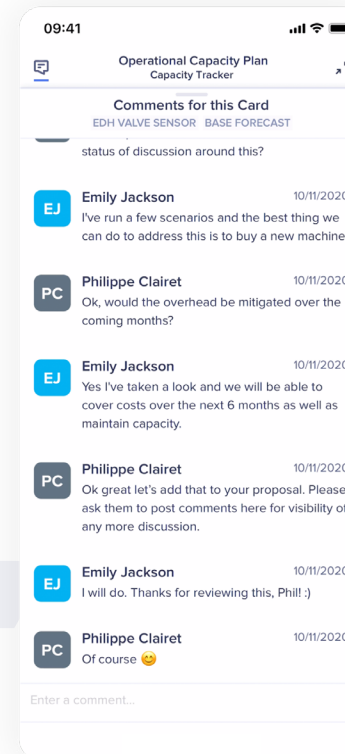 09:41
Operational Capacity Plan
Capacity Tracker
Comments for this Card
EDH VALVE SENSOR BASE FORECAST
status of discussion around this?
EJ
Emily Jackson
10/11/2020
I've run a few scenarios and the best thing we
can do to address this is to buy a new machine
PC
Philippe Clairet
10/11/2020
Ok, would the overhead be mitigated over the
coming months?
EJ
Emily Jackson
10/11/2020
Yes I've taken a look and we will be able to
cover costs over the next 6 months as well as
maintain capacity.
PC
Philippe Clairet
10/11/2020
Ok great let's add that to your proposal. Please
ask them to post comments here for visibility of
any more discussion.
EJ
Emily Jackson
10/11/2020
I will do. Thanks for reviewing this, Phil! :)
PC
Philippe Clairet
10/11/2020
Of course 😊
Enter a comment...